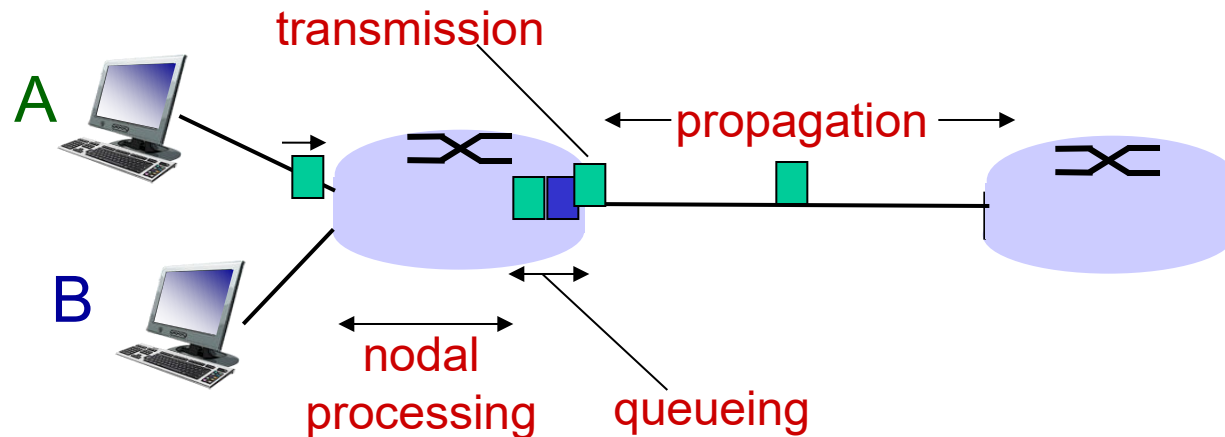 transmission
A
propagation
B
nodal
processing
queueing